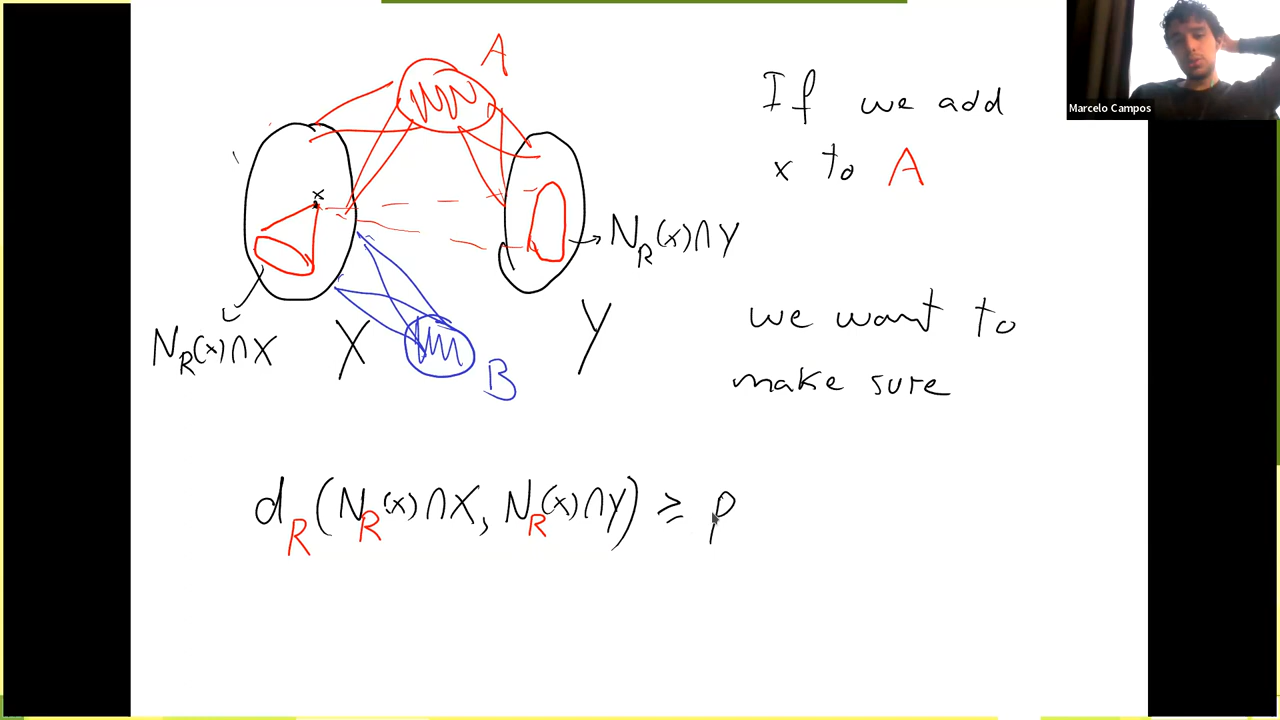 A
If we add
x to A
Marcelo Campos
x
N_R(x)∩Y
N_R(x)∩X
X
B
Y
we want to
make sure
d_R(N_R(x)∩X, N_R(x)∩Y) ≥ p